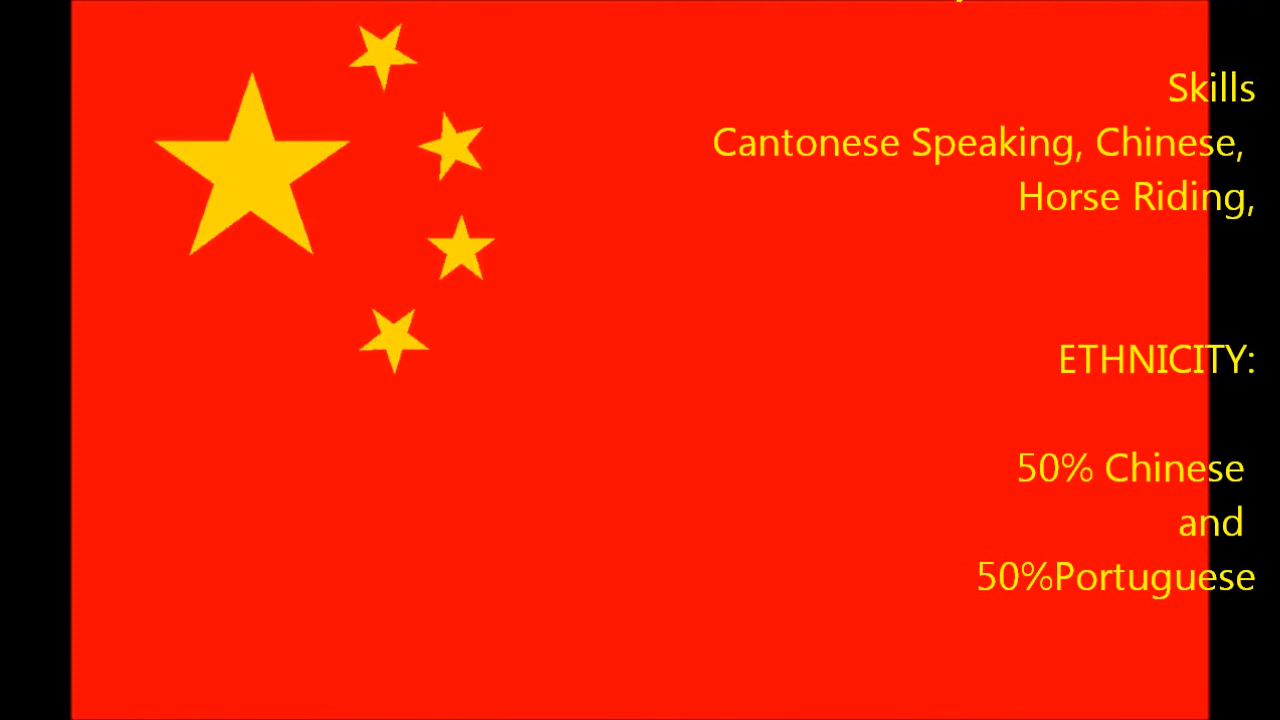 Skills
Cantonese Speaking, Chinese,
Horse Riding,
ETHNICITY:
50% Chinese
and
50%Portuguese